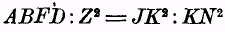 ABFD : Z² = JK² : KN²